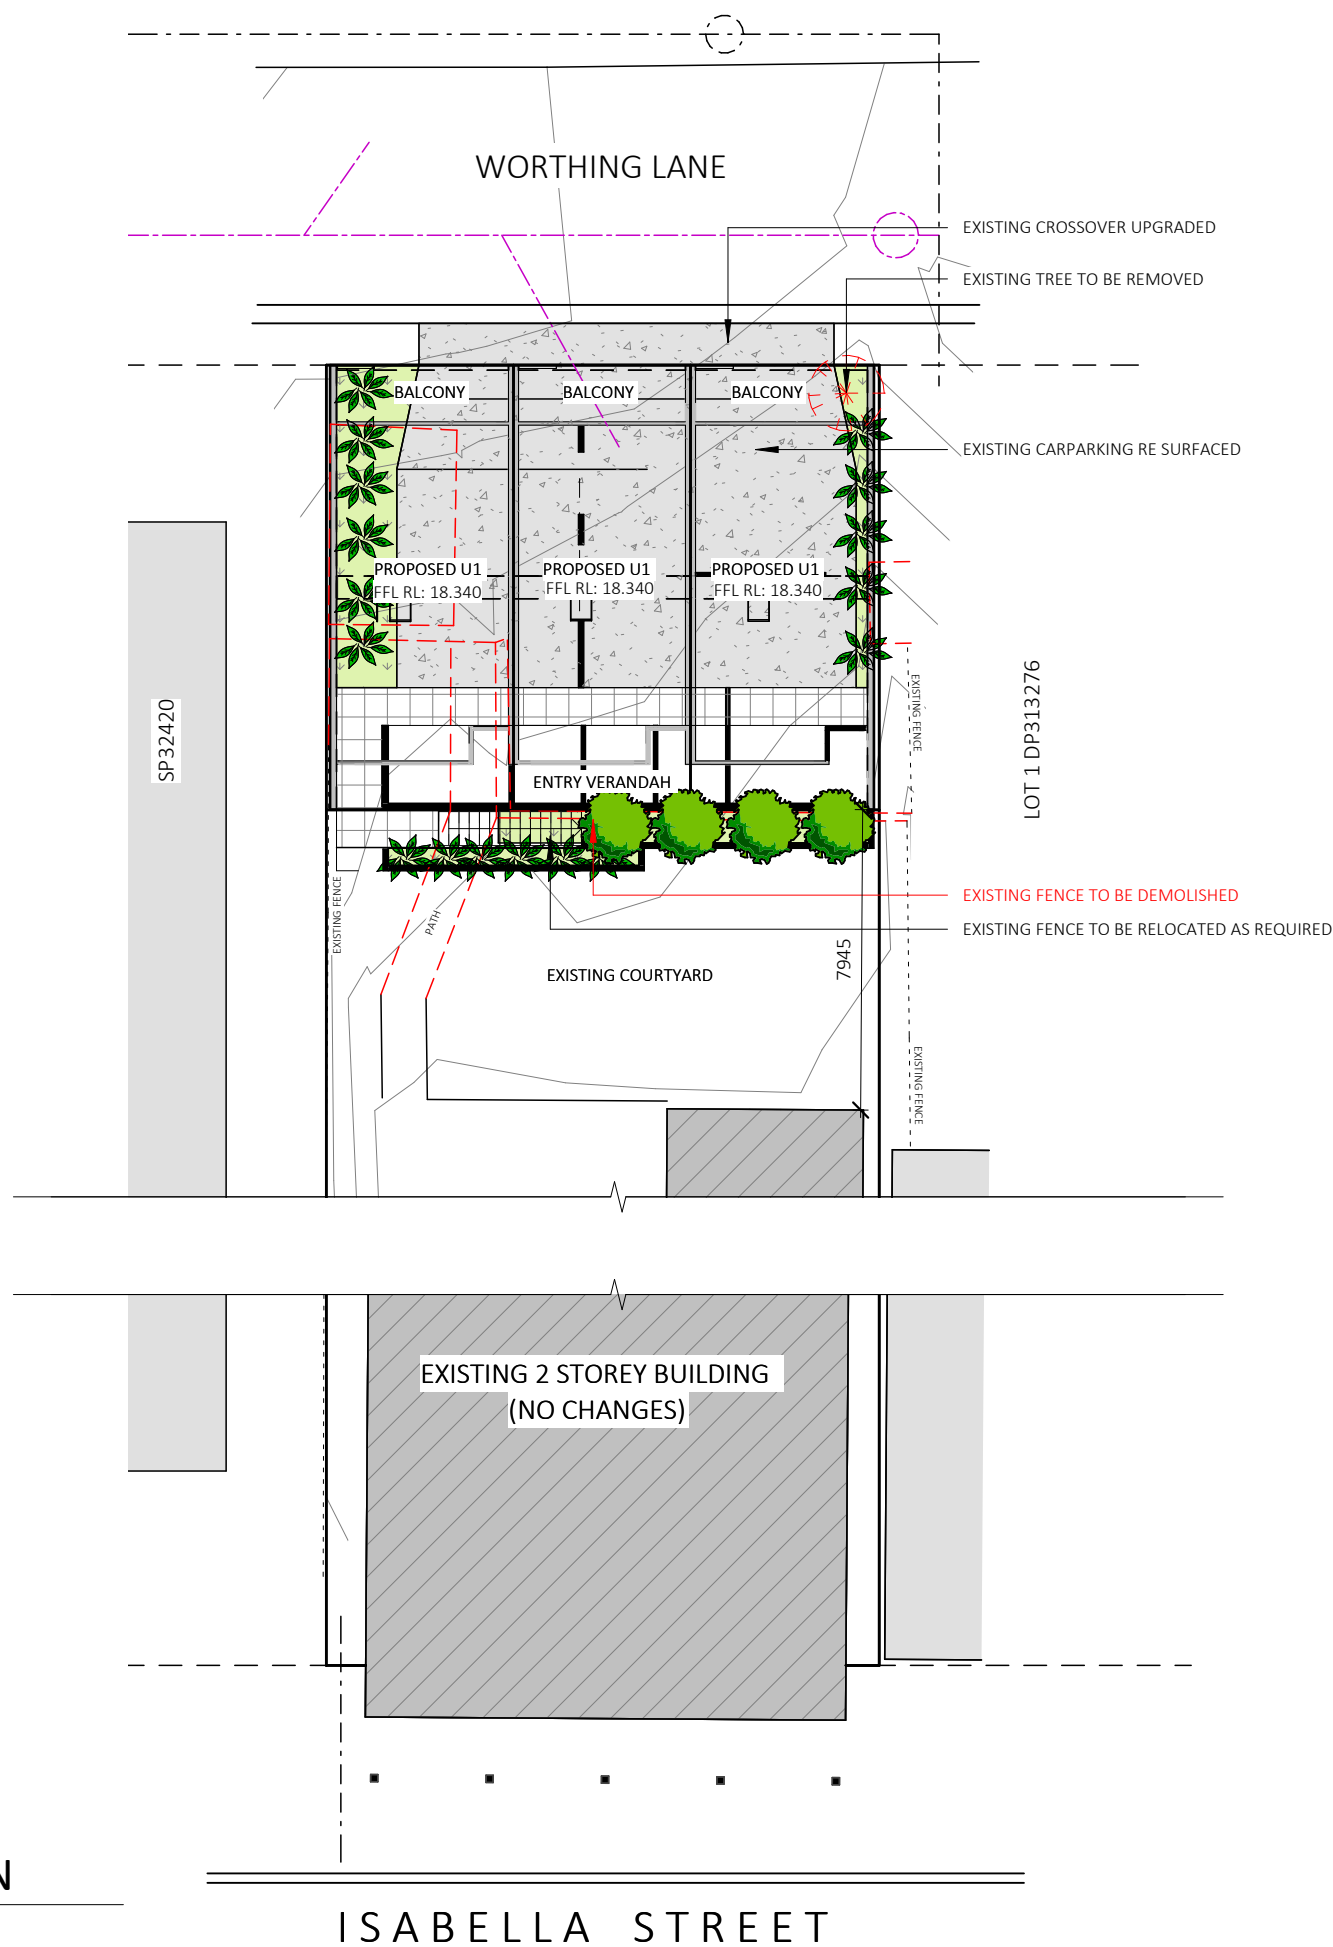 WORTHING LANE
EXISTING CROSSOVER UPGRADED
EXISTING TREE TO BE REMOVED
BALCONY
BALCONY
BALCONY
EXISTING CARPARKING RE SURFACED
PROPOSED U1
FFL RL: 18.340
PROPOSED U1
FFL RL: 18.340
PROPOSED U1
FFL RL: 18.340
SP32420
LOT 1 DP313276
EXISTING FENCE
ENTRY VERANDAH
EXISTING FENCE
PATH
EXISTING FENCE TO BE DEMOLISHED
EXISTING FENCE TO BE RELOCATED AS REQUIRED
7945
EXISTING COURTYARD
EXISTING FENCE
EXISTING 2 STOREY BUILDING
(NO CHANGES)
N
ISABELLA STREET